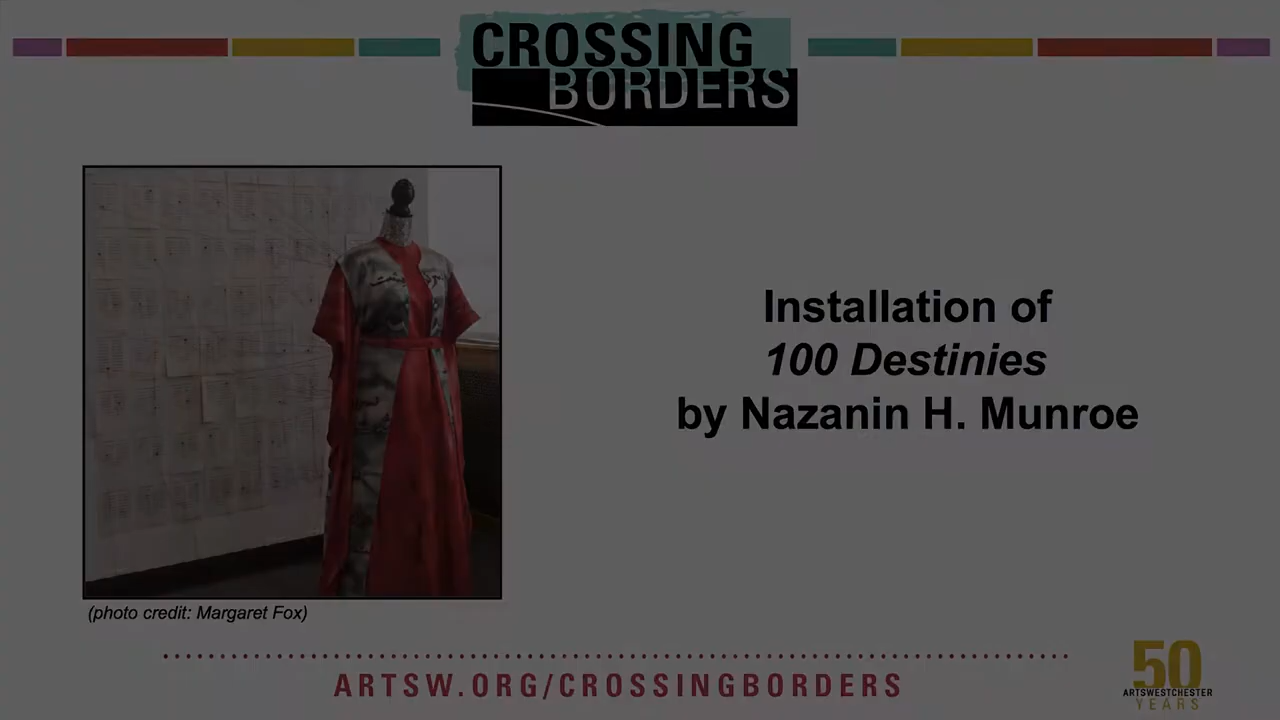 CROSSING
BORDERS
Installation of
100 Destinies
by Nazanin H. Munroe
(photo credit: Margaret Fox)
ARTSW.ORG/CROSSINGBORDERS
50
ARTSWESTCHESTER
YEARS